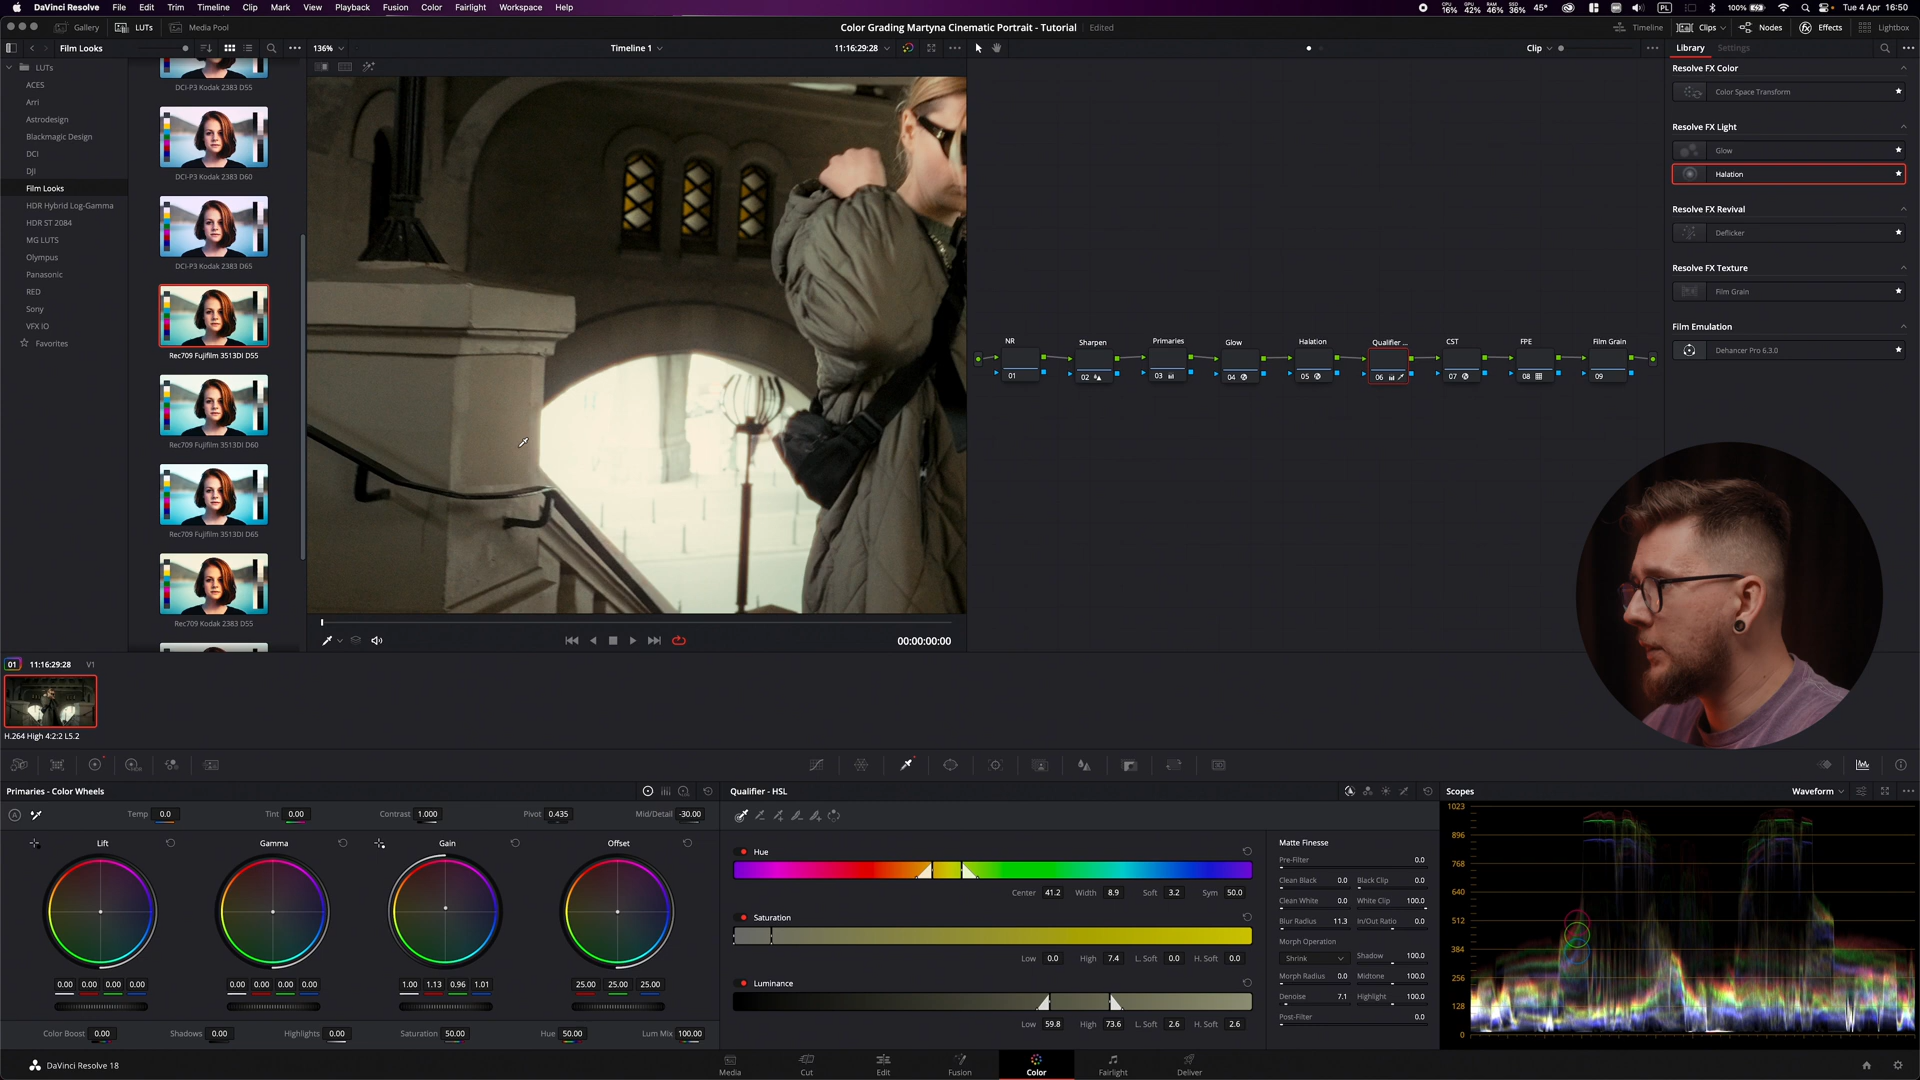 DaVinci Resolve File Edit Trim Timeline Clip Mark View Playback Fusion Color Fairlight Workspace Help
CPU 16% GPU 42% RAM 46% SSD 36% 45° PL 100% Tue 4 Apr 16:50
Gallery LUTs Media Pool
Color Grading Martyna Cinematic Portrait - Tutorial Edited
Timeline Clips Nodes Effects Lightbox
Film Looks
136% Timeline 1 11:16:29:28
Clip
Library Settings
LUTs
ACES
Arri
Astrodesign
Blackmagic Design
DCI
DJI
Film Looks
HDR Hybrid Log-Gamma
HDR ST 2084
MG LUTS
Olympus
Panasonic
RED
Sony
VFX IO
Favorites
DCI-P3 Kodak 2383 D55
DCI-P3 Kodak 2383 D60
DCI-P3 Kodak 2383 D65
Rec709 Fujifilm 3513DI D55
Rec709 Fujifilm 3513DI D60
Rec709 Fujifilm 3513DI D65
Rec709 Kodak 2383 D55
00:00:00:00
NR Sharpen Primaries Glow Halation Qualifier ... CST FPE Film Grain
01 02 03 04 05 06 07 08 09
Resolve FX Color
Color Space Transform
Resolve FX Light
Glow
Halation
Resolve FX Revival
Deflicker
Resolve FX Texture
Film Grain
Film Emulation
Dehancer Pro 6.3.0
01 11:16:29:28 V1
H.264 High 4:2:2 L5.2
Primaries - Color Wheels
Temp 0.0 Tint 0.00 Contrast 1.000 Pivot 0.435 Mid/Detail -30.00
A
Lift Gamma Gain Offset
0.00 0.00 0.00 0.00
0.00 0.00 0.00 0.00
1.00 1.13 0.96 1.01
25.00 25.00 25.00
Color Boost 0.00 Shadows 0.00 Highlights 0.00 Saturation 50.00 Hue 50.00 Lum Mix 100.00
Qualifier - HSL
Hue
Center 41.2 Width 8.9 Soft 3.2 Sym 50.0
Saturation
Low 0.0 High 7.4 L. Soft 0.0 H. Soft 0.0
Luminance
Low 59.8 High 73.6 L. Soft 2.6 H. Soft 2.6
Matte Finesse
Pre-Filter 0.0
Clean Black 0.0 Black Clip 0.0
Clean White 0.0 White Clip 100.0
Blur Radius 11.3 In/Out Ratio 0.0
Morph Operation
Shrink Shadow 100.0
Morph Radius 0.0 Midtone 100.0
Denoise 7.1 Highlight 100.0
Post-Filter 0.0
Scopes Waveform
1023
896
768
640
512
384
256
128
0
DaVinci Resolve 18
Media Cut Edit Fusion Color Fairlight Deliver